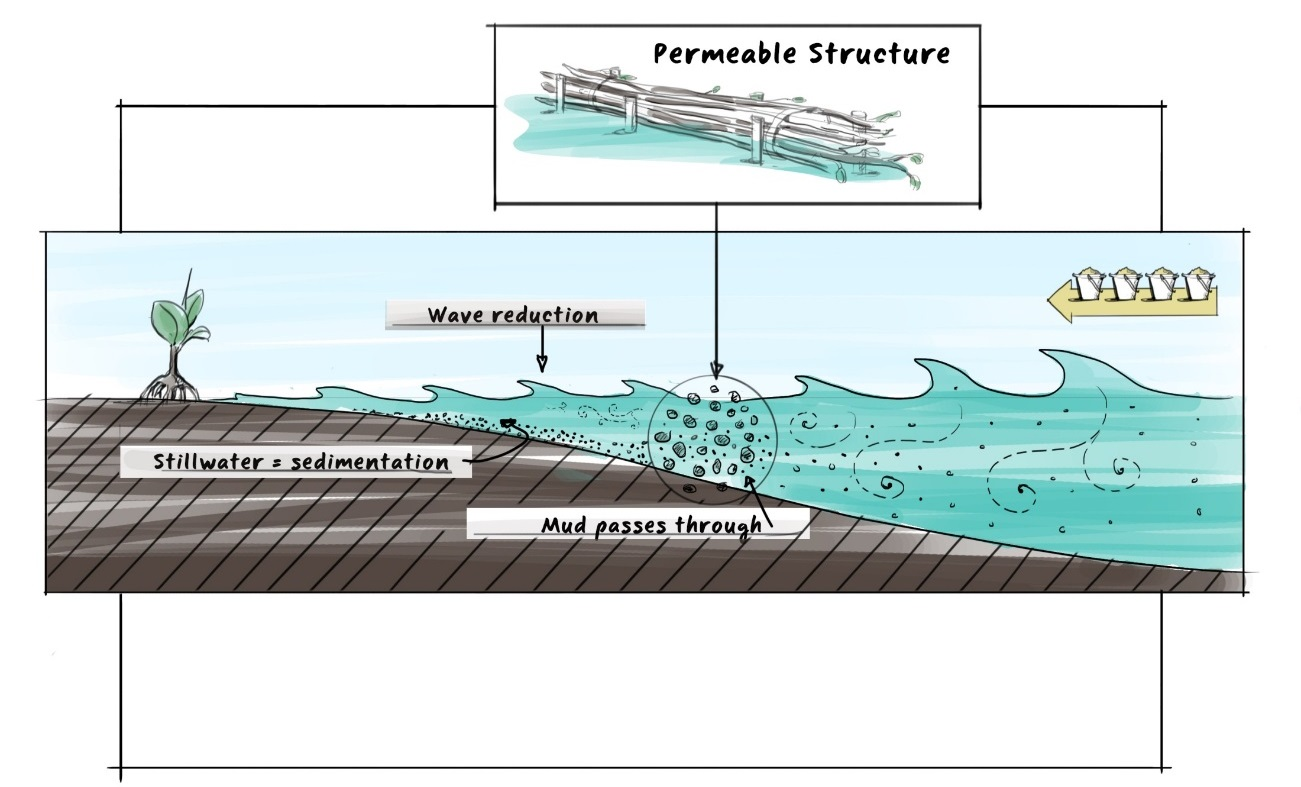 Permeable Structure
Wave reduction
Stillwater = sedimentation
Mud passes through